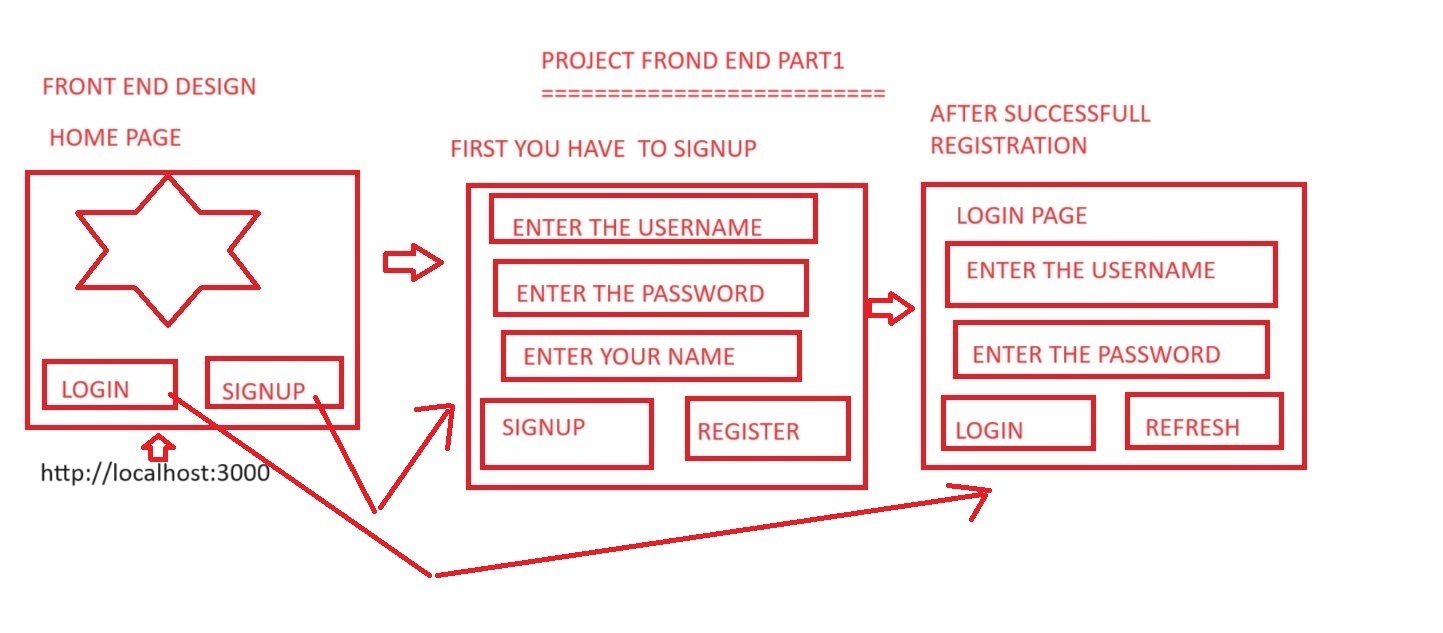 PROJECT FROND END PART1
==========================
FRONT END DESIGN
HOME PAGE
LOGIN
SIGNUP
http://localhost:3000
FIRST YOU HAVE  TO SIGNUP
ENTER THE USERNAME
ENTER THE PASSWORD
ENTER YOUR NAME
SIGNUP
REGISTER
AFTER SUCCESSFULL
REGISTRATION
LOGIN PAGE
ENTER THE USERNAME
ENTER THE PASSWORD
LOGIN
REFRESH